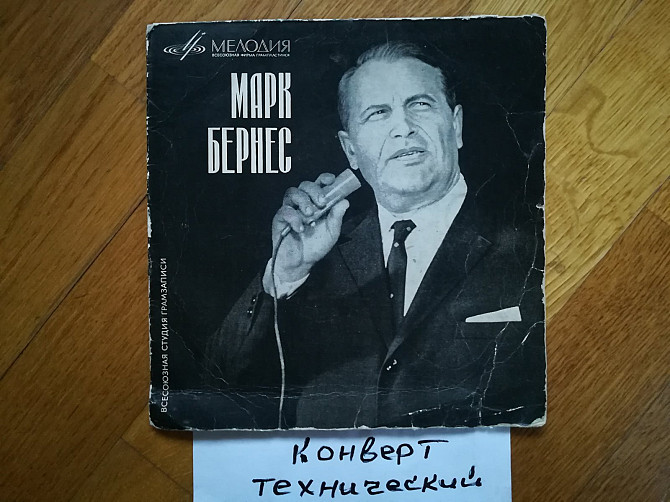 МЕЛОДИЯ
ВСЕСОЮЗНАЯ ФИРМА ГРАМПЛАСТИНОК
МАРК
БЕРНЕС
ВСЕСОЮЗНАЯ СТУДИЯ ГРАМЗАПИСИ
Конверт
технический